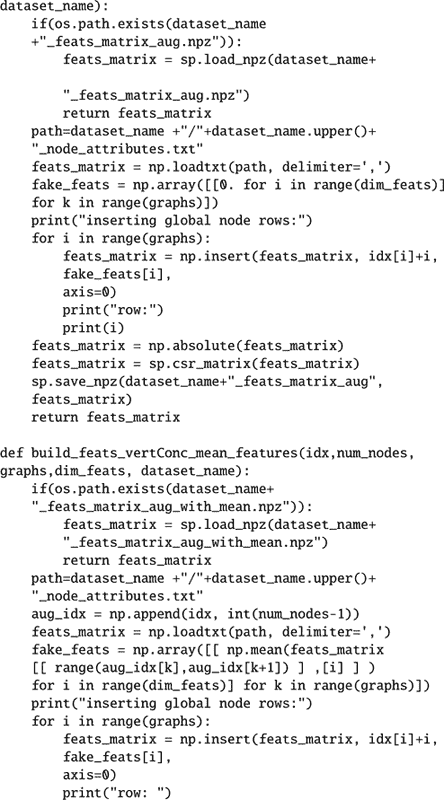 dataset_name):
    if(os.path.exists(dataset_name
    +"_feats_matrix_aug.npz")):
        feats_matrix = sp.load_npz(dataset_name+

        "_feats_matrix_aug.npz")
        return feats_matrix
    path=dataset_name +"/"+dataset_name.upper()+
    "_node_attributes.txt"
    feats_matrix = np.loadtxt(path, delimiter=',')
    fake_feats = np.array([[0. for i in range(dim_feats)]
    for k in range(graphs)])
    print("inserting global node rows:")
    for i in range(graphs):
        feats_matrix = np.insert(feats_matrix, idx[i]+i,
        fake_feats[i],
        axis=0)
        print("row:")
        print(i)
    feats_matrix = np.absolute(feats_matrix)
    feats_matrix = sp.csr_matrix(feats_matrix)
    sp.save_npz(dataset_name+"_feats_matrix_aug",
    feats_matrix)
    return feats_matrix

def build_feats_vertConc_mean_features(idx,num_nodes,
graphs,dim_feats, dataset_name):
    if(os.path.exists(dataset_name+
    "_feats_matrix_aug_with_mean.npz")):
        feats_matrix = sp.load_npz(dataset_name+
        "_feats_matrix_aug_with_mean.npz")
        return feats_matrix
    path=dataset_name +"/"+dataset_name.upper()+
    "_node_attributes.txt"
    aug_idx = np.append(idx, int(num_nodes-1))
    feats_matrix = np.loadtxt(path, delimiter=',')
    fake_feats = np.array([[ np.mean(feats_matrix
    [[ range(aug_idx[k],aug_idx[k+1]) ] ,[i] ] )
    for i in range(dim_feats)] for k in range(graphs)])
    print("inserting global node rows:")
    for i in range(graphs):
        feats_matrix = np.insert(feats_matrix, idx[i]+i,
        fake_feats[i],
        axis=0)
        print("row: ")